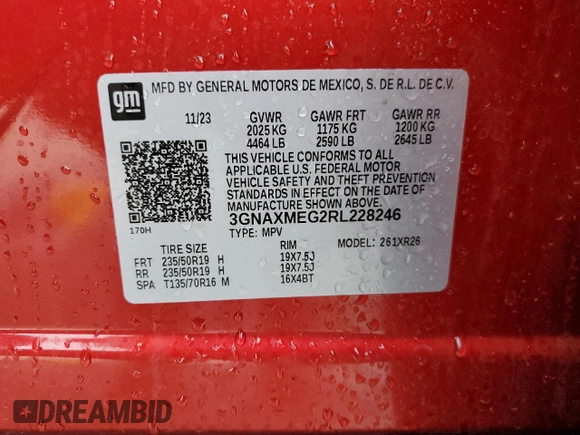 gm
MFD BY GENERAL MOTORS DE MEXICO, S. DE R.L. DE C.V.
11/23 GVWR GAWR FRT GAWR RR
2025 KG 1175 KG 1200 KG
4464 LB 2590 LB 2645 LB
THIS VEHICLE CONFORMS TO ALL
APPLICABLE U.S. FEDERAL MOTOR
VEHICLE SAFETY AND THEFT PREVENTION
STANDARDS IN EFFECT ON THE DATE OF
MANUFACTURE SHOWN ABOVE.
3GNAXMEG2RL228246
170H TYPE: MPV MODEL: 261XR26
TIRE SIZE RIM
FRT 235/50R19 H 19X7.5J
RR 235/50R19 H 19X7.5J
SPA T135/70R16 M 16X4BT
DREAMBID